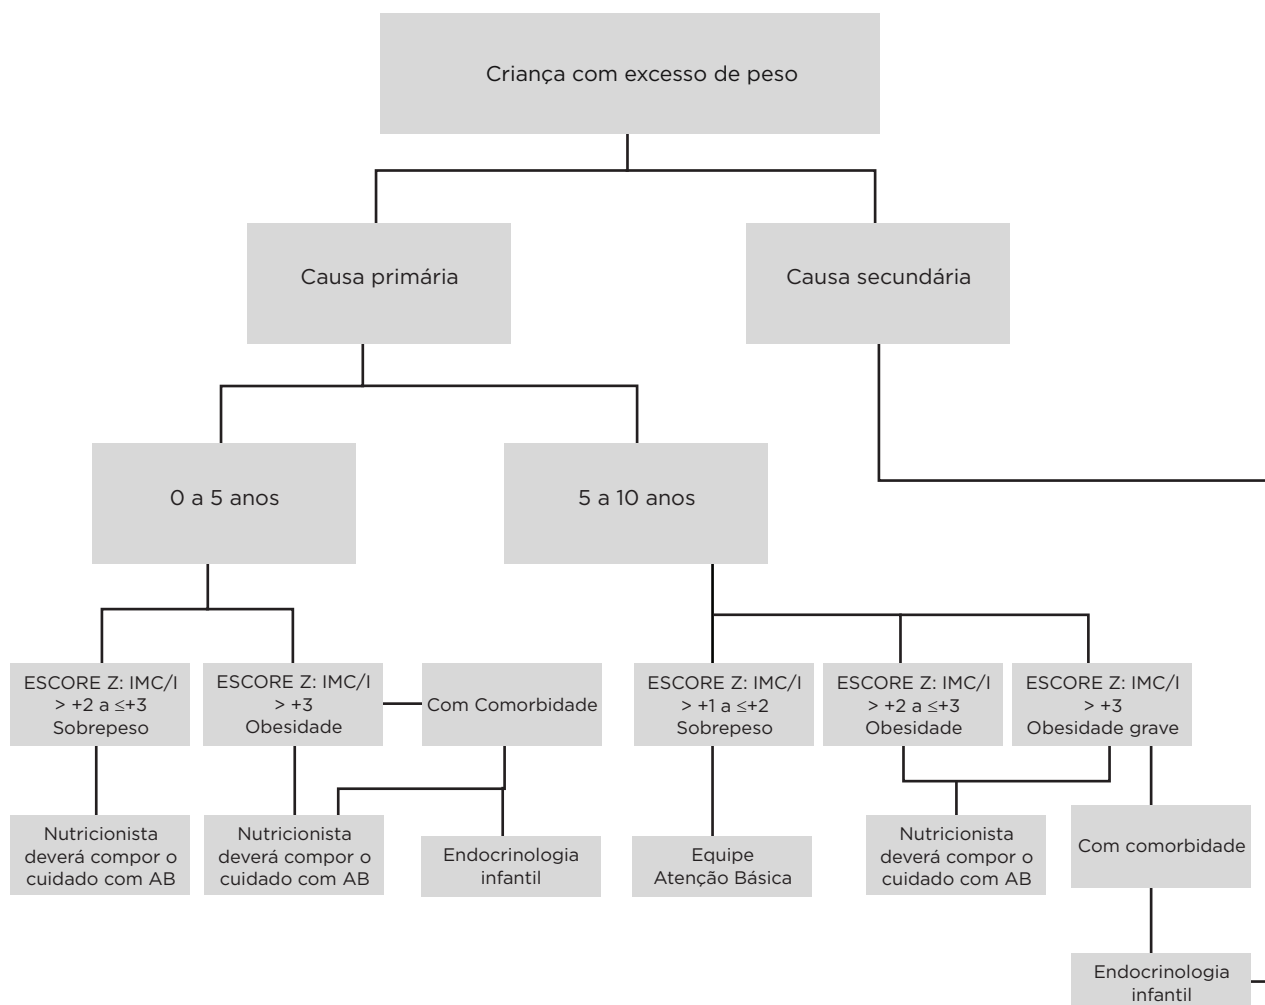 Criança com excesso de peso
Causa primária
Causa secundária
0 a 5 anos
5 a 10 anos
ESCORE Z: IMC/I
> +2 a ≤+3
Sobrepeso
ESCORE Z: IMC/I
> +3
Obesidade
Com Comorbidade
ESCORE Z: IMC/I
> +1 a ≤+2
Sobrepeso
ESCORE Z: IMC/I
> +2 a ≤+3
Obesidade
ESCORE Z: IMC/I
> +3
Obesidade grave
Nutricionista
deverá compor o
cuidado com AB
Nutricionista
deverá compor o
cuidado com AB
Endocrinologia
infantil
Equipe
Atenção Básica
Nutricionista
deverá compor o
cuidado com AB
Com comorbidade
Endocrinologia
infantil